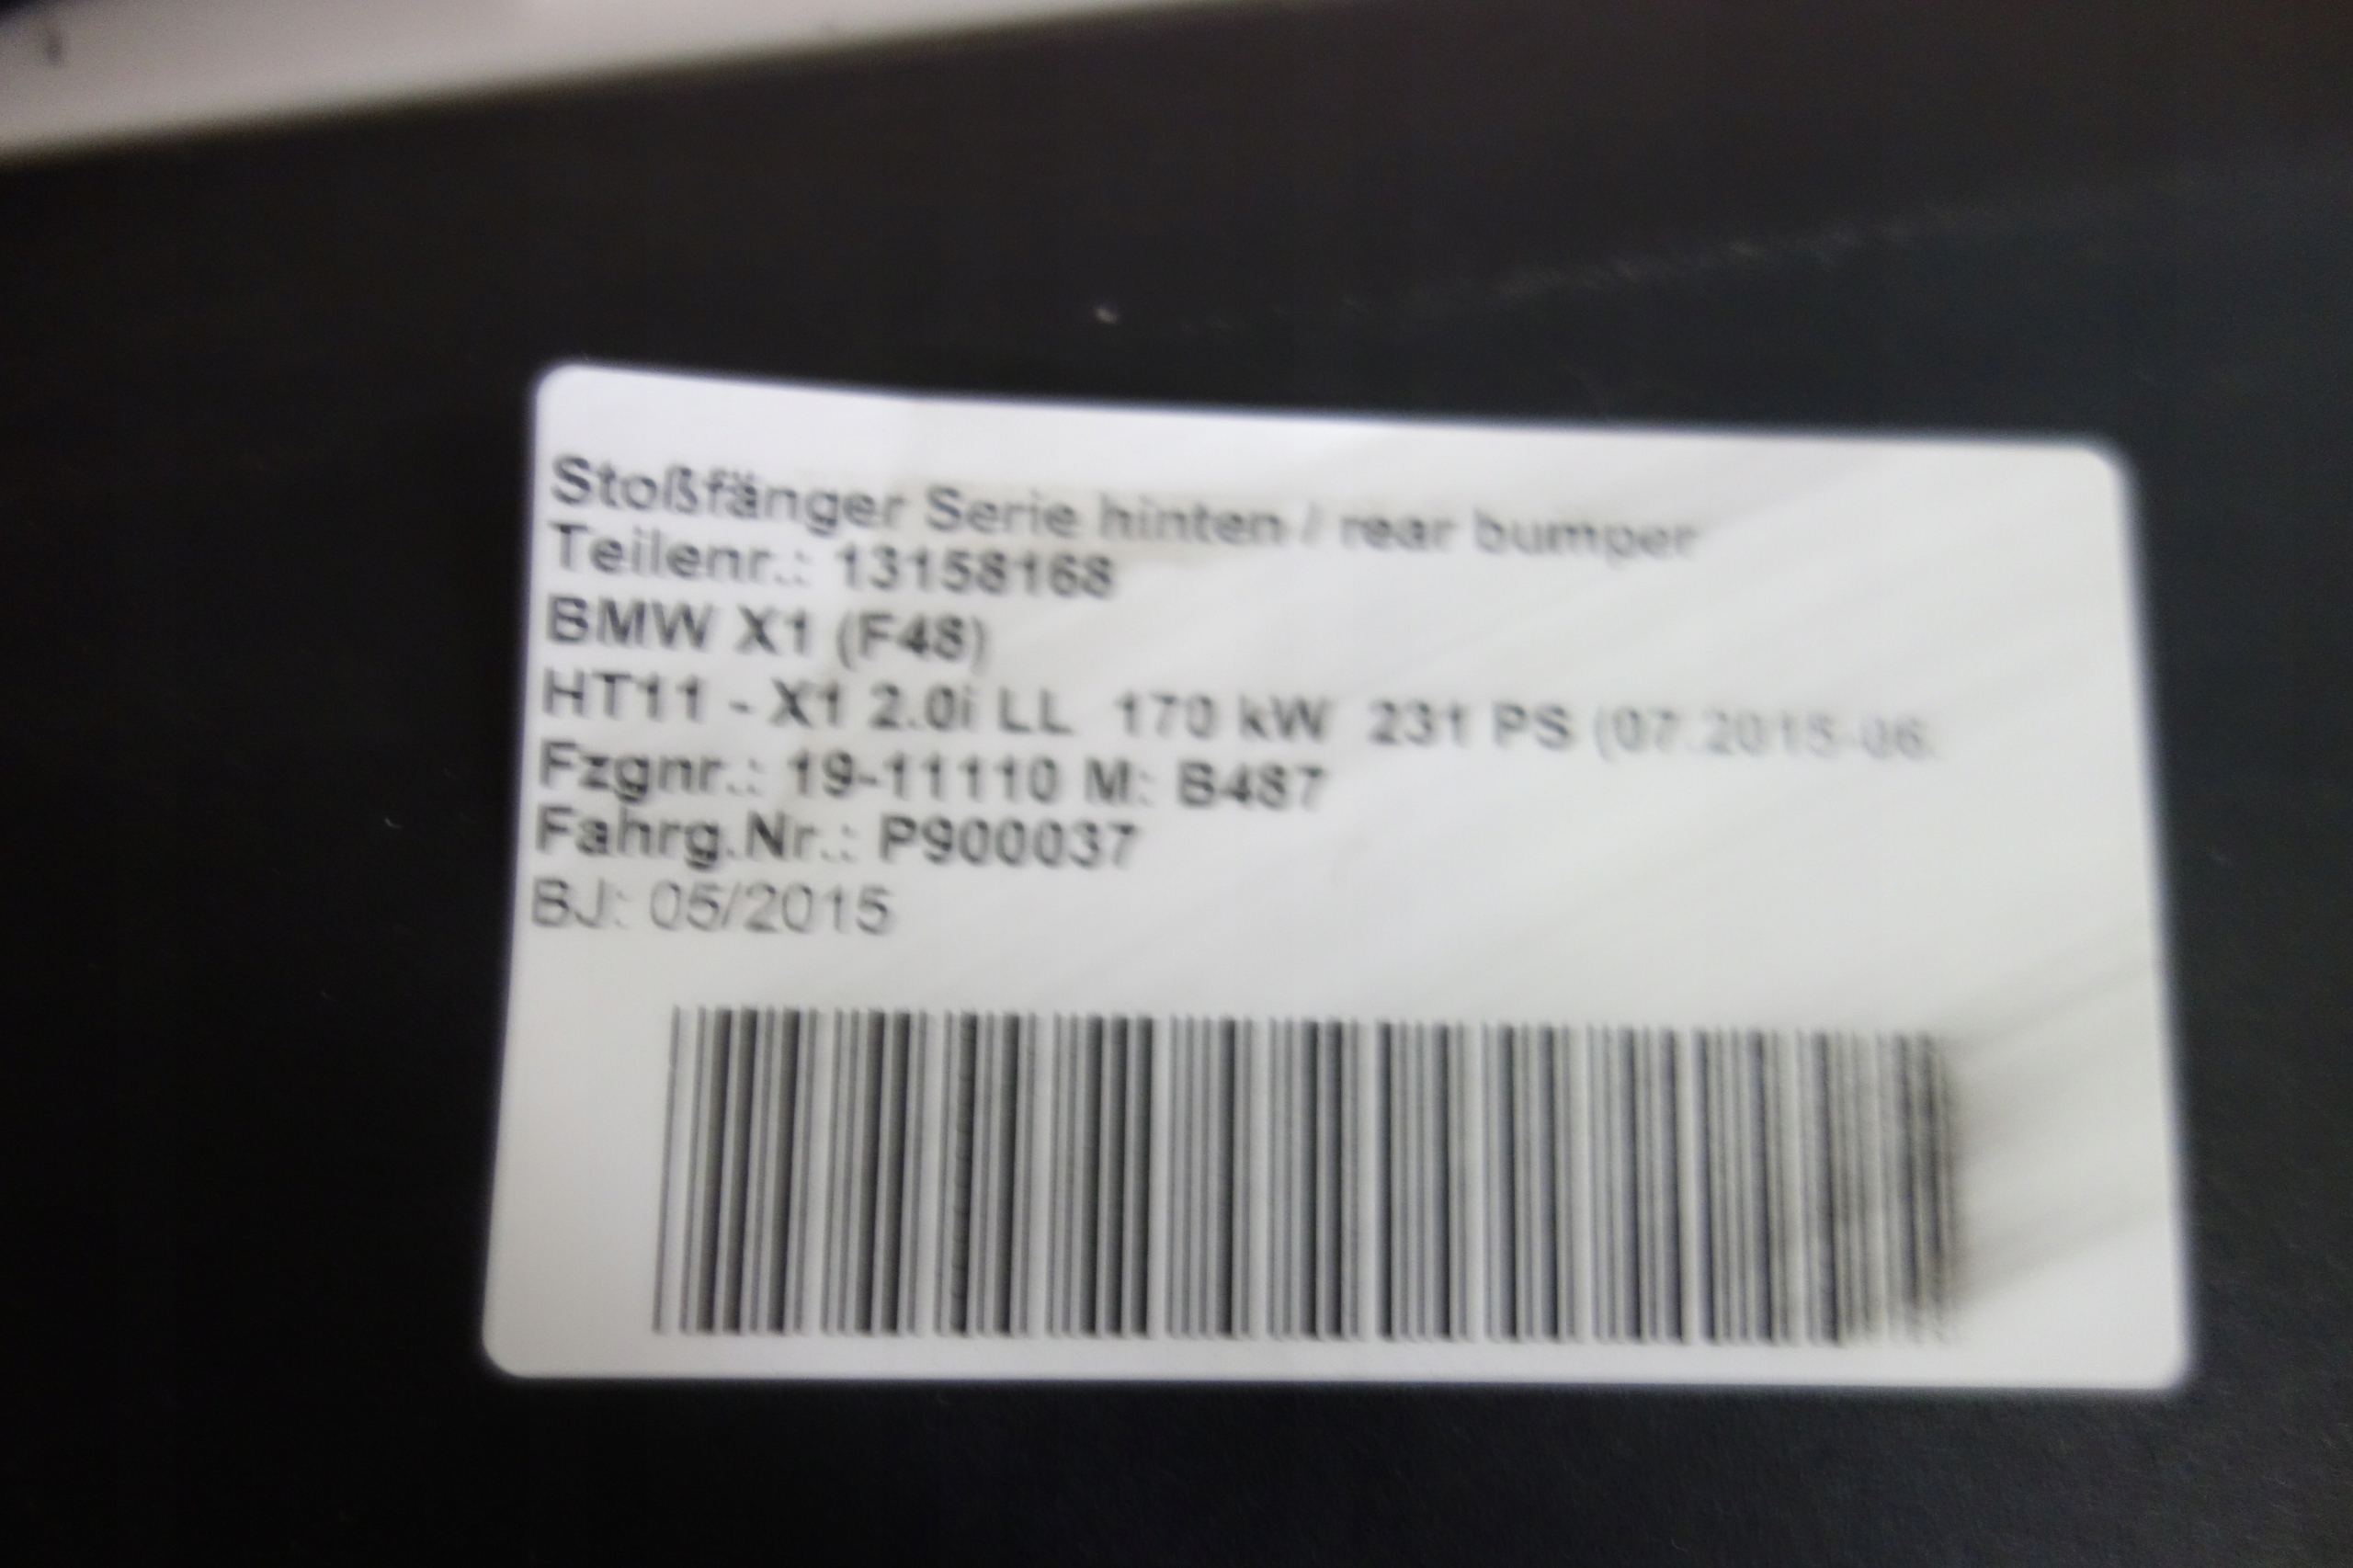 Stoßfänger Serie hinten / rear bumper
Teilenr.: 13158168
BMW X1 (F48)
HT11 - X1 2.0i LL 170 kW 231 PS (07.2015-06.
Fzgnr.: 19-11110 M: B487
Fahrg.Nr.: P900037
BJ: 05/2015